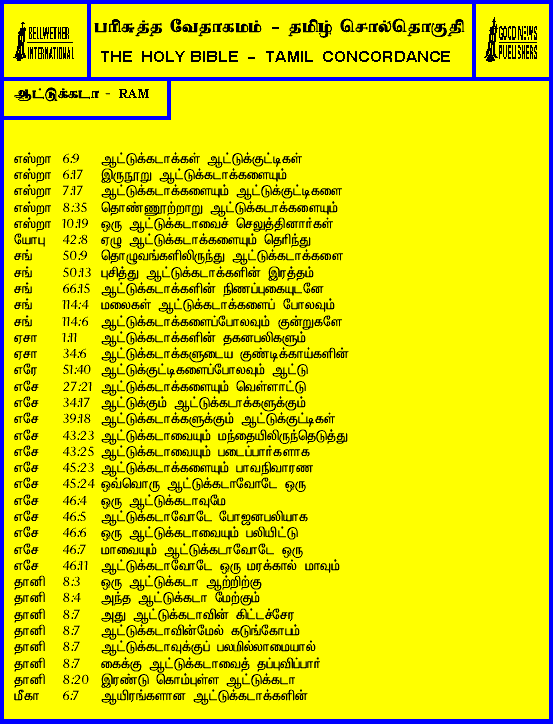 BELLWETHER
INTERNATIONAL
பரிசுத்த வேதாகமம் - தமிழ் சொல்தொகுதி
THE HOLY BIBLE - TAMIL CONCORDANCE
GOOD NEWS
PUBLISHERS
ஆட்டுக்கடா - RAM
எஸ்றா 6:9 ஆட்டுக்கடாக்கள் ஆட்டுக்குட்டிகள்
எஸ்றா 6:17 இருநூறு ஆட்டுக்கடாக்களையும்
எஸ்றா 7:17 ஆட்டுக்கடாக்களையும் ஆட்டுக்குட்டிகளை
எஸ்றா 8:35 தொண்ணூற்றாறு ஆட்டுக்கடாக்களையும்
எஸ்றா 10:19 ஒரு ஆட்டுக்கடாவைச் செலுத்தினார்கள்
யோபு 42:8 ஏழு ஆட்டுக்கடாக்களையும் தெரிந்து
சங் 50:9 தொழுவங்களிலிருந்து ஆட்டுக்கடாக்களை
சங் 50:13 புசித்து ஆட்டுக்கடாக்களின் இரத்தம்
சங் 66:15 ஆட்டுக்கடாக்களின் நிணப்புகையுடனே
சங் 114:4 மலைகள் ஆட்டுக்கடாக்களைப் போலவும்
சங் 114:6 ஆட்டுக்கடாக்களைப்போலவும் குன்றுகளே
ஏசா 1:11 ஆட்டுக்கடாக்களின் தகனபலிகளும்
ஏசா 34:6 ஆட்டுக்கடாக்களுடைய குண்டிக்காய்களின்
எரே 51:40 ஆட்டுக்குட்டிகளைப்போலவும் ஆட்டு
எசே 27:21 ஆட்டுக்கடாக்களையும் வெள்ளாட்டு
எசே 34:17 ஆட்டுக்கும் ஆட்டுக்கடாக்களுக்கும்
எசே 39:18 ஆட்டுக்கடாக்களுக்கும் ஆட்டுக்குட்டிகள்
எசே 43:23 ஆட்டுக்கடாவையும் மந்தையிலிருந்தெடுத்து
எசே 43:25 ஆட்டுக்கடாவையும் படைப்பார்களாக
எசே 45:23 ஆட்டுக்கடாக்களையும் பாவநிவாரண
எசே 45:24 ஒவ்வொரு ஆட்டுக்கடாவோடே ஒரு
எசே 46:4 ஒரு ஆட்டுக்கடாவுமே
எசே 46:5 ஆட்டுக்கடாவோடே போஜனபலியாக
எசே 46:6 ஒரு ஆட்டுக்கடாவையும் பலியிட்டு
எசே 46:7 மாவையும் ஆட்டுக்கடாவோடே ஒரு
எசே 46:11 ஆட்டுக்கடாவோடே ஒரு மரக்கால் மாவும்
தானி 8:3 ஒரு ஆட்டுக்கடா ஆற்றிற்கு
தானி 8:4 அந்த ஆட்டுக்கடா மேற்கும்
தானி 8:7 அது ஆட்டுக்கடாவின் கிட்டச்சேர
தானி 8:7 ஆட்டுக்கடாவின்மேல் கடுங்கோபம்
தானி 8:7 ஆட்டுக்கடாவுக்குப் பலமில்லாமையால்
தானி 8:7 கைக்கு ஆட்டுக்கடாவைத் தப்புவிப்பார்
தானி 8:20 இரண்டு கொம்புள்ள ஆட்டுக்கடா
மீகா 6:7 ஆயிரங்களான ஆட்டுக்கடாக்களின்